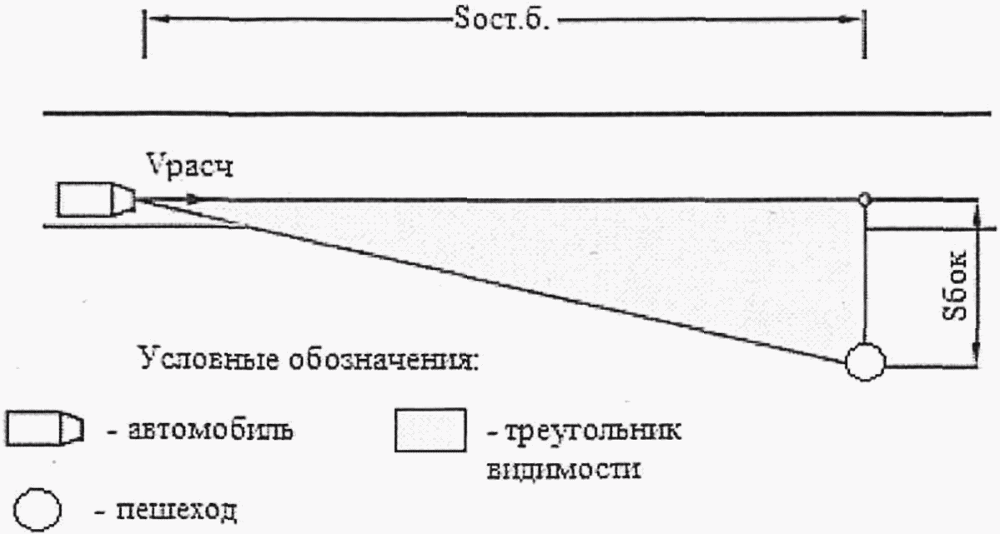 Sост.б.
Vрасч
Sбок
Условные обозначения:
- автомобиль
- треугольник
видимости
- пешеход